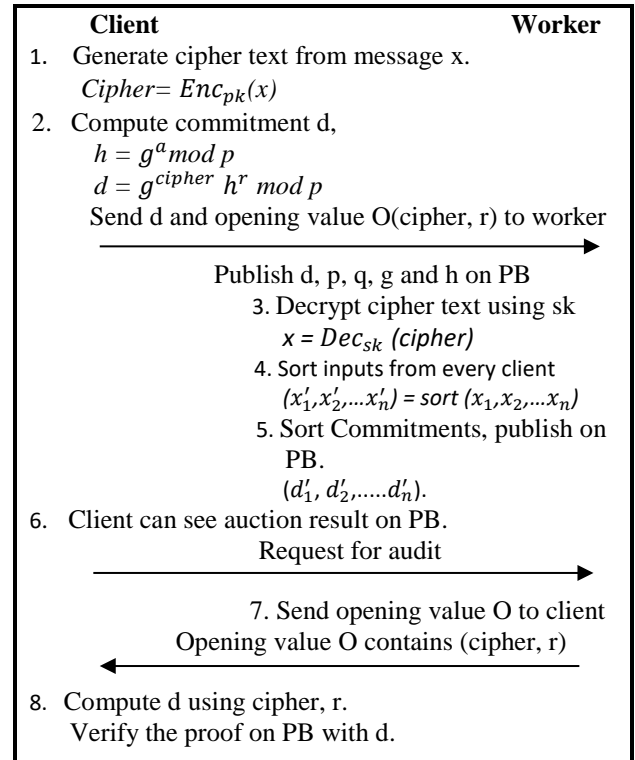 Client Worker
1. Generate cipher text from message x.
Cipher= Enc_pk(x)
2. Compute commitment d,
h = g^a mod p
d = g^cipher h^r mod p
Send d and opening value O(cipher, r) to worker
Publish d, p, q, g and h on PB
3. Decrypt cipher text using sk
x = Dec_sk (cipher)
4. Sort inputs from every client
(x′_1,x′_2,...x′_n) = sort (x_1,x_2,...x_n)
5. Sort Commitments, publish on
PB.
(d′_1, d′_2,.....d′_n).
6. Client can see auction result on PB.
Request for audit
7. Send opening value O to client
Opening value O contains (cipher, r)
8. Compute d using cipher, r.
Verify the proof on PB with d.